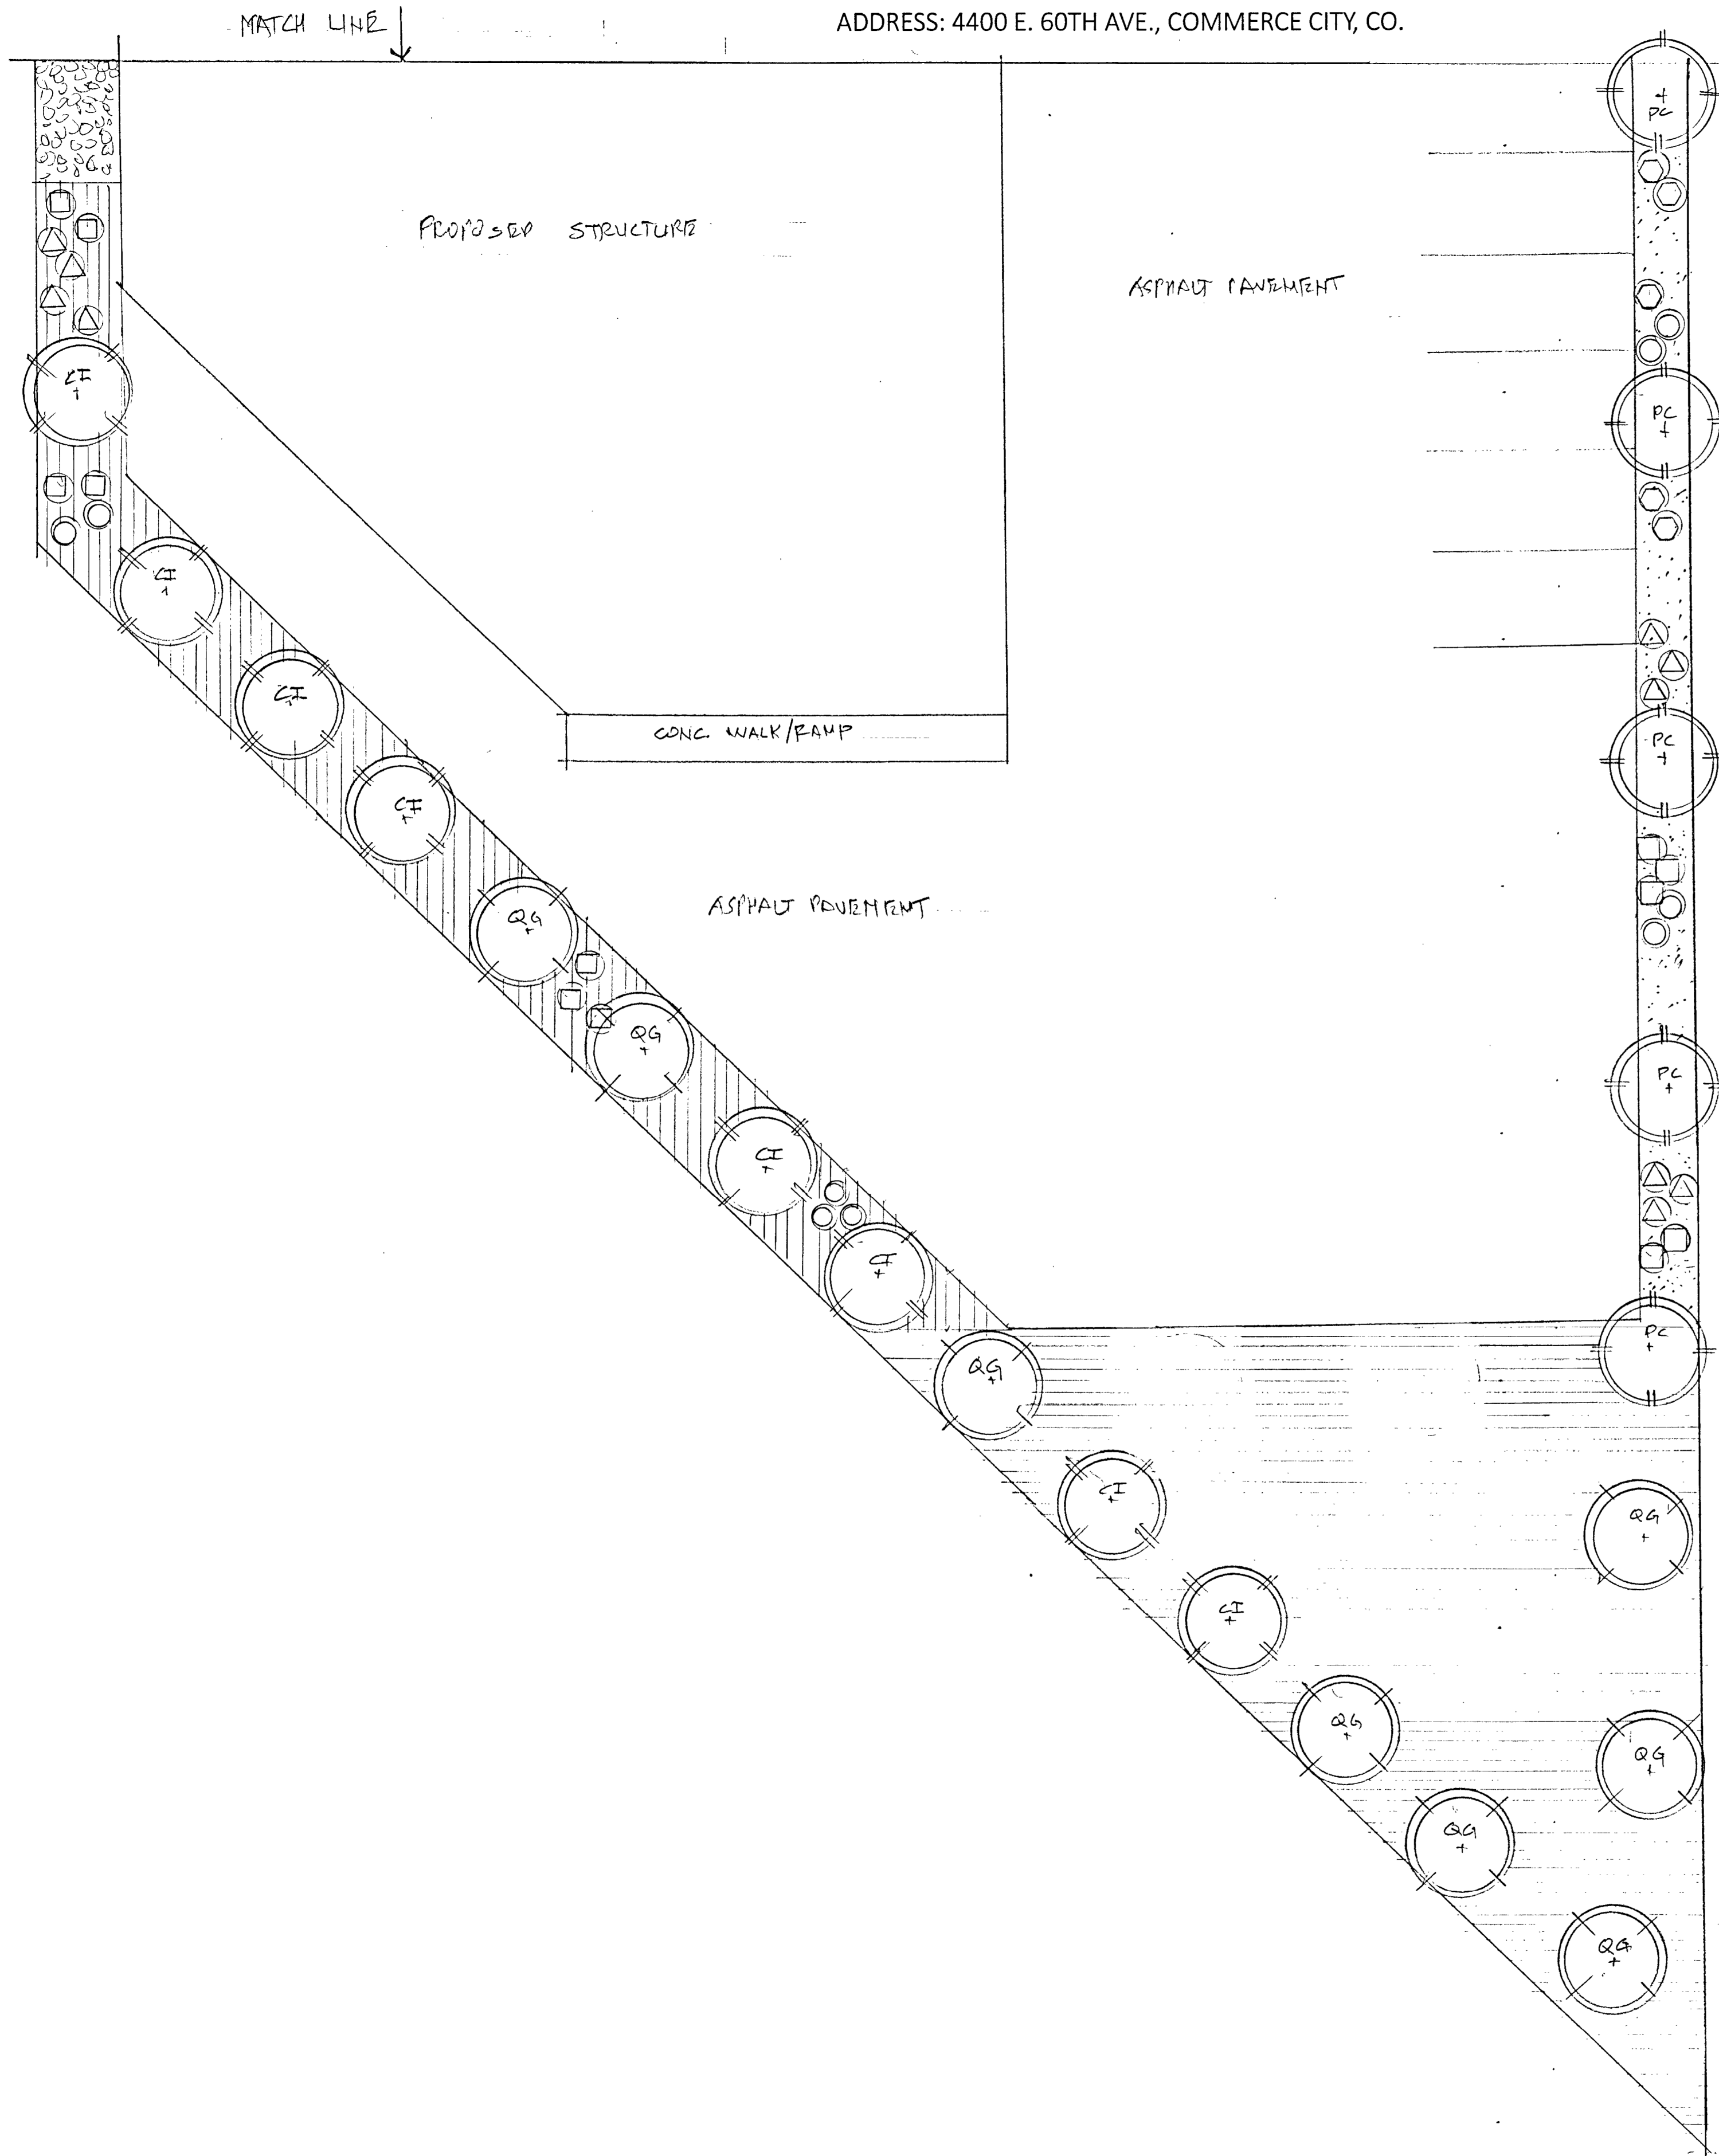 MATCH LINE
ADDRESS: 4400 E. 60TH AVE., COMMERCE CITY, CO.
PC
PROPOSED STRUCTURE
ASPHALT PAVEMENT
CI
PC
CI
CI
CONC. WALK/RAMP
PC
CI
QG
ASPHALT PAVEMENT
QG
PC
CI
CI
PC
QG
CI
QG
CI
QG
QG
QG
QG